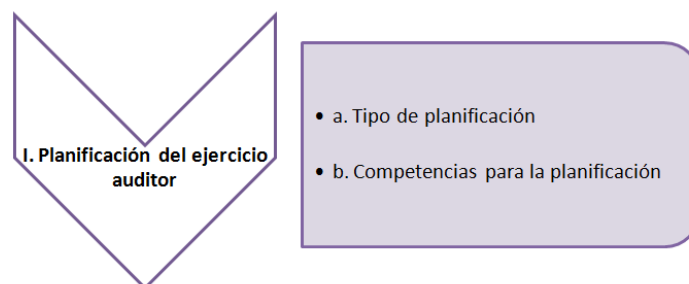 I. Planificación del ejercicio
auditor
• a. Tipo de planificación
• b. Competencias para la planificación